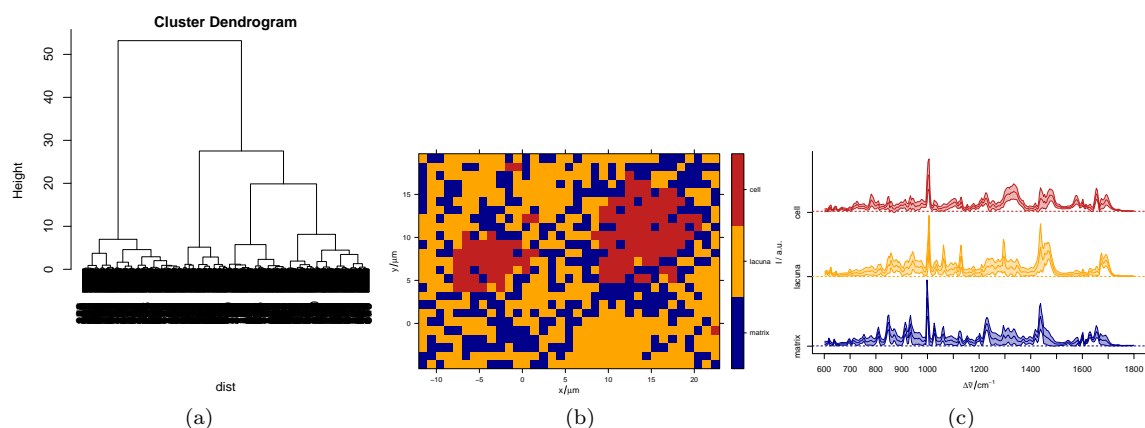 Cluster Dendrogram
Height
0
10
20
30
40
50
dist
(a)
y/μm
0
5
10
15
−10
−5
0
5
10
15
20
x/μm
cell
lacuna
matrix
(b)
I / a.u.
cell
lacuna
matrix
600
800
1000
1200
1400
1600
1800
Δν̃/cm⁻¹
(c)